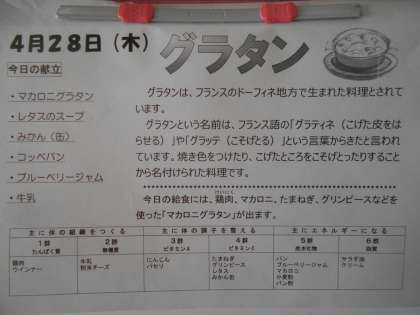 4月28日（木）
グラタン
今日の献立
・マカロニグラタン
・レタスのスープ
・みかん（缶）
・コッペパン
・ブルーベリージャム
・牛乳
グラタンは、フランスのドーフィネ地方で生まれた料理とされています。
グラタンという名前は、フランス語の「グラティネ（こげた皮をはらせる）」や「グラッテ（こそげとる）」という言葉からきたと言われています。焼き色をつけたり、こげたところをこそげとったりすることから名付けられた料理です。
今日の給食には、鶏肉、マカロニ、たまねぎ、グリンピースなどを使った「マカロニグラタン」が出ます。
主に体の組織をつくる 主に体の調子を整える 主にエネルギーになる
1群 2群 3群 4群 5群 6群
たんぱく質 無機質 ビタミンA ビタミンC 炭水化物 脂質
鶏肉 牛乳 にんじん たまねぎ パン サラダ油
ウインナー 粉末チーズ パセリ グリンピース ブルーベリージャム クリーム
レタス マカロニ
みかん缶 小麦粉
パン粉